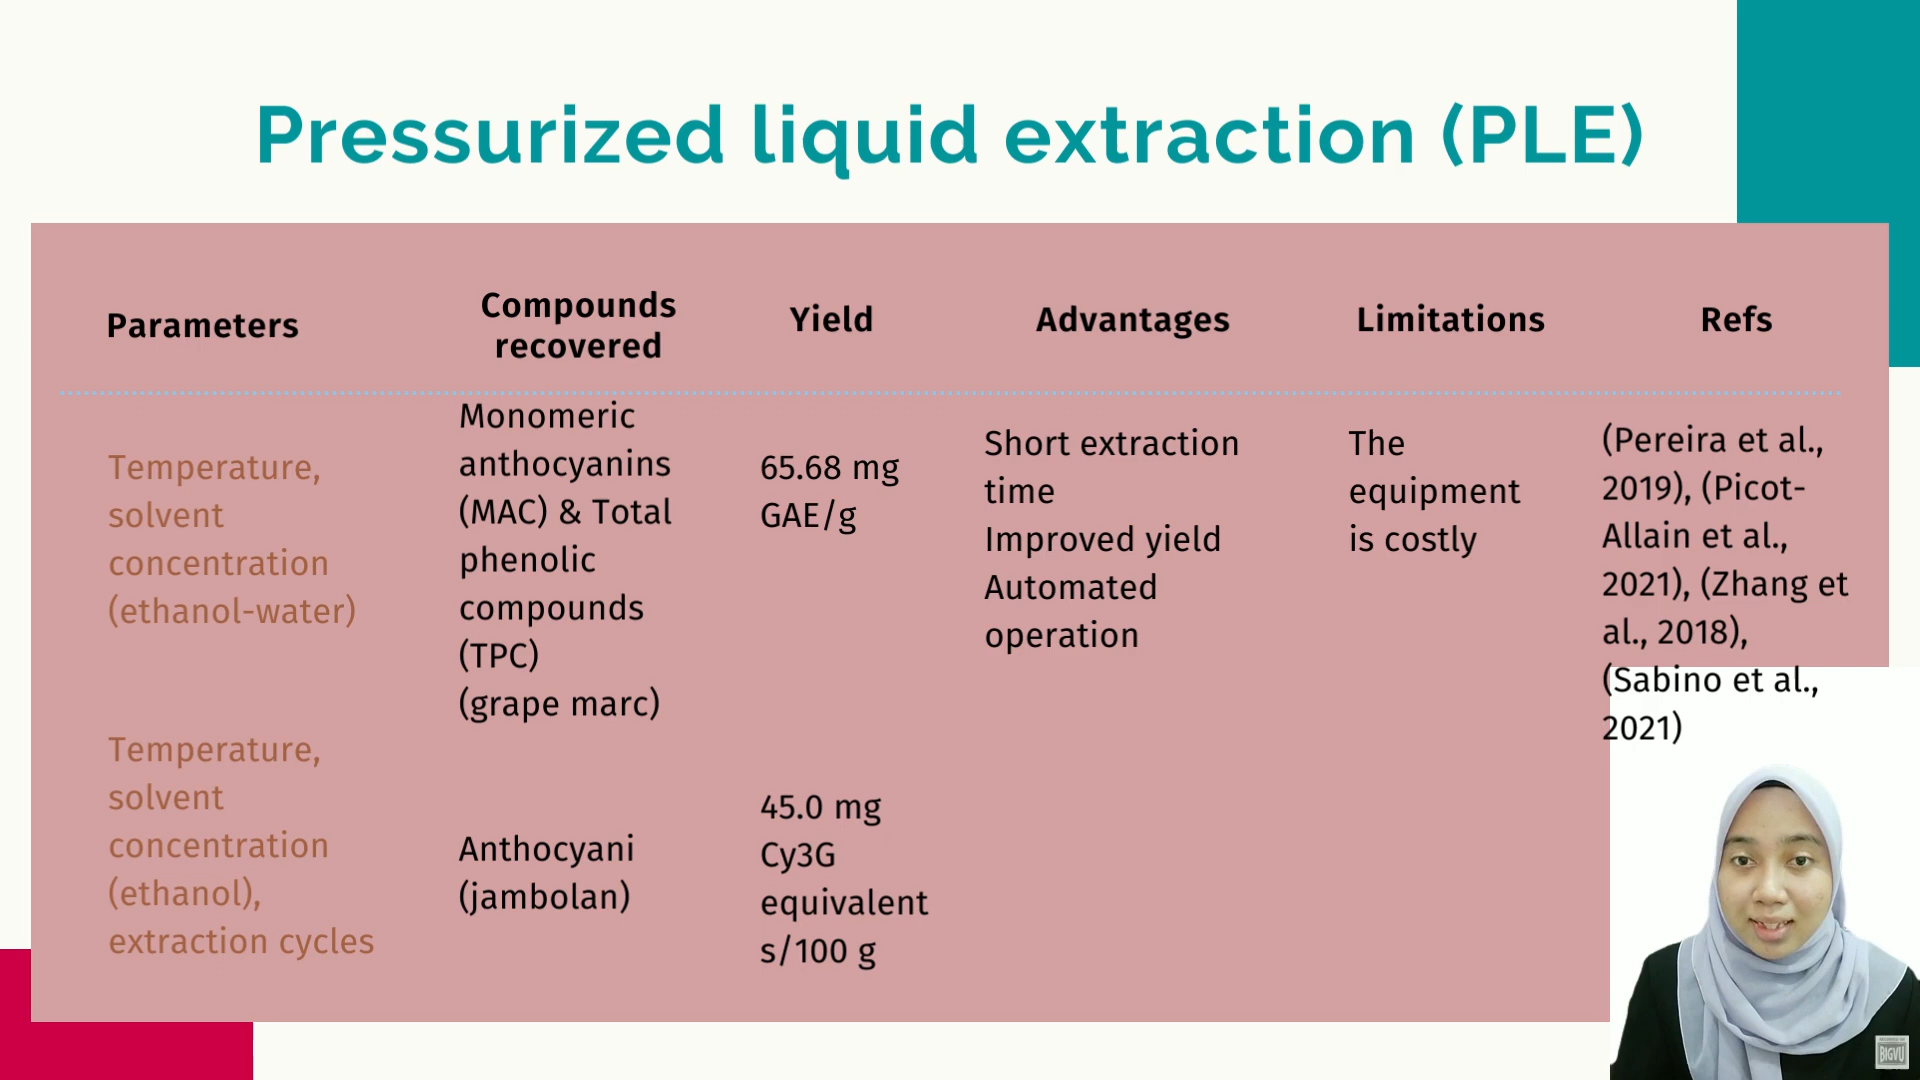 Pressurized liquid extraction (PLE)
Parameters
Compounds
recovered
Yield
Advantages
Limitations
Refs
Temperature,
solvent
concentration
(ethanol-water)
Monomeric
anthocyanins
(MAC) & Total
phenolic
compounds
(TPC)
(grape marc)
65.68 mg
GAE/g
Short extraction
time
Improved yield
Automated
operation
The
equipment
is costly
(Pereira et al.,
2019), (Picot-
Allain et al.,
2021), (Zhang et
al., 2018),
(Sabino et al.,
2021)
Temperature,
solvent
concentration
(ethanol),
extraction cycles
Anthocyani
(jambolan)
45.0 mg
Cy3G
equivalent
s/100 g
BIGVU